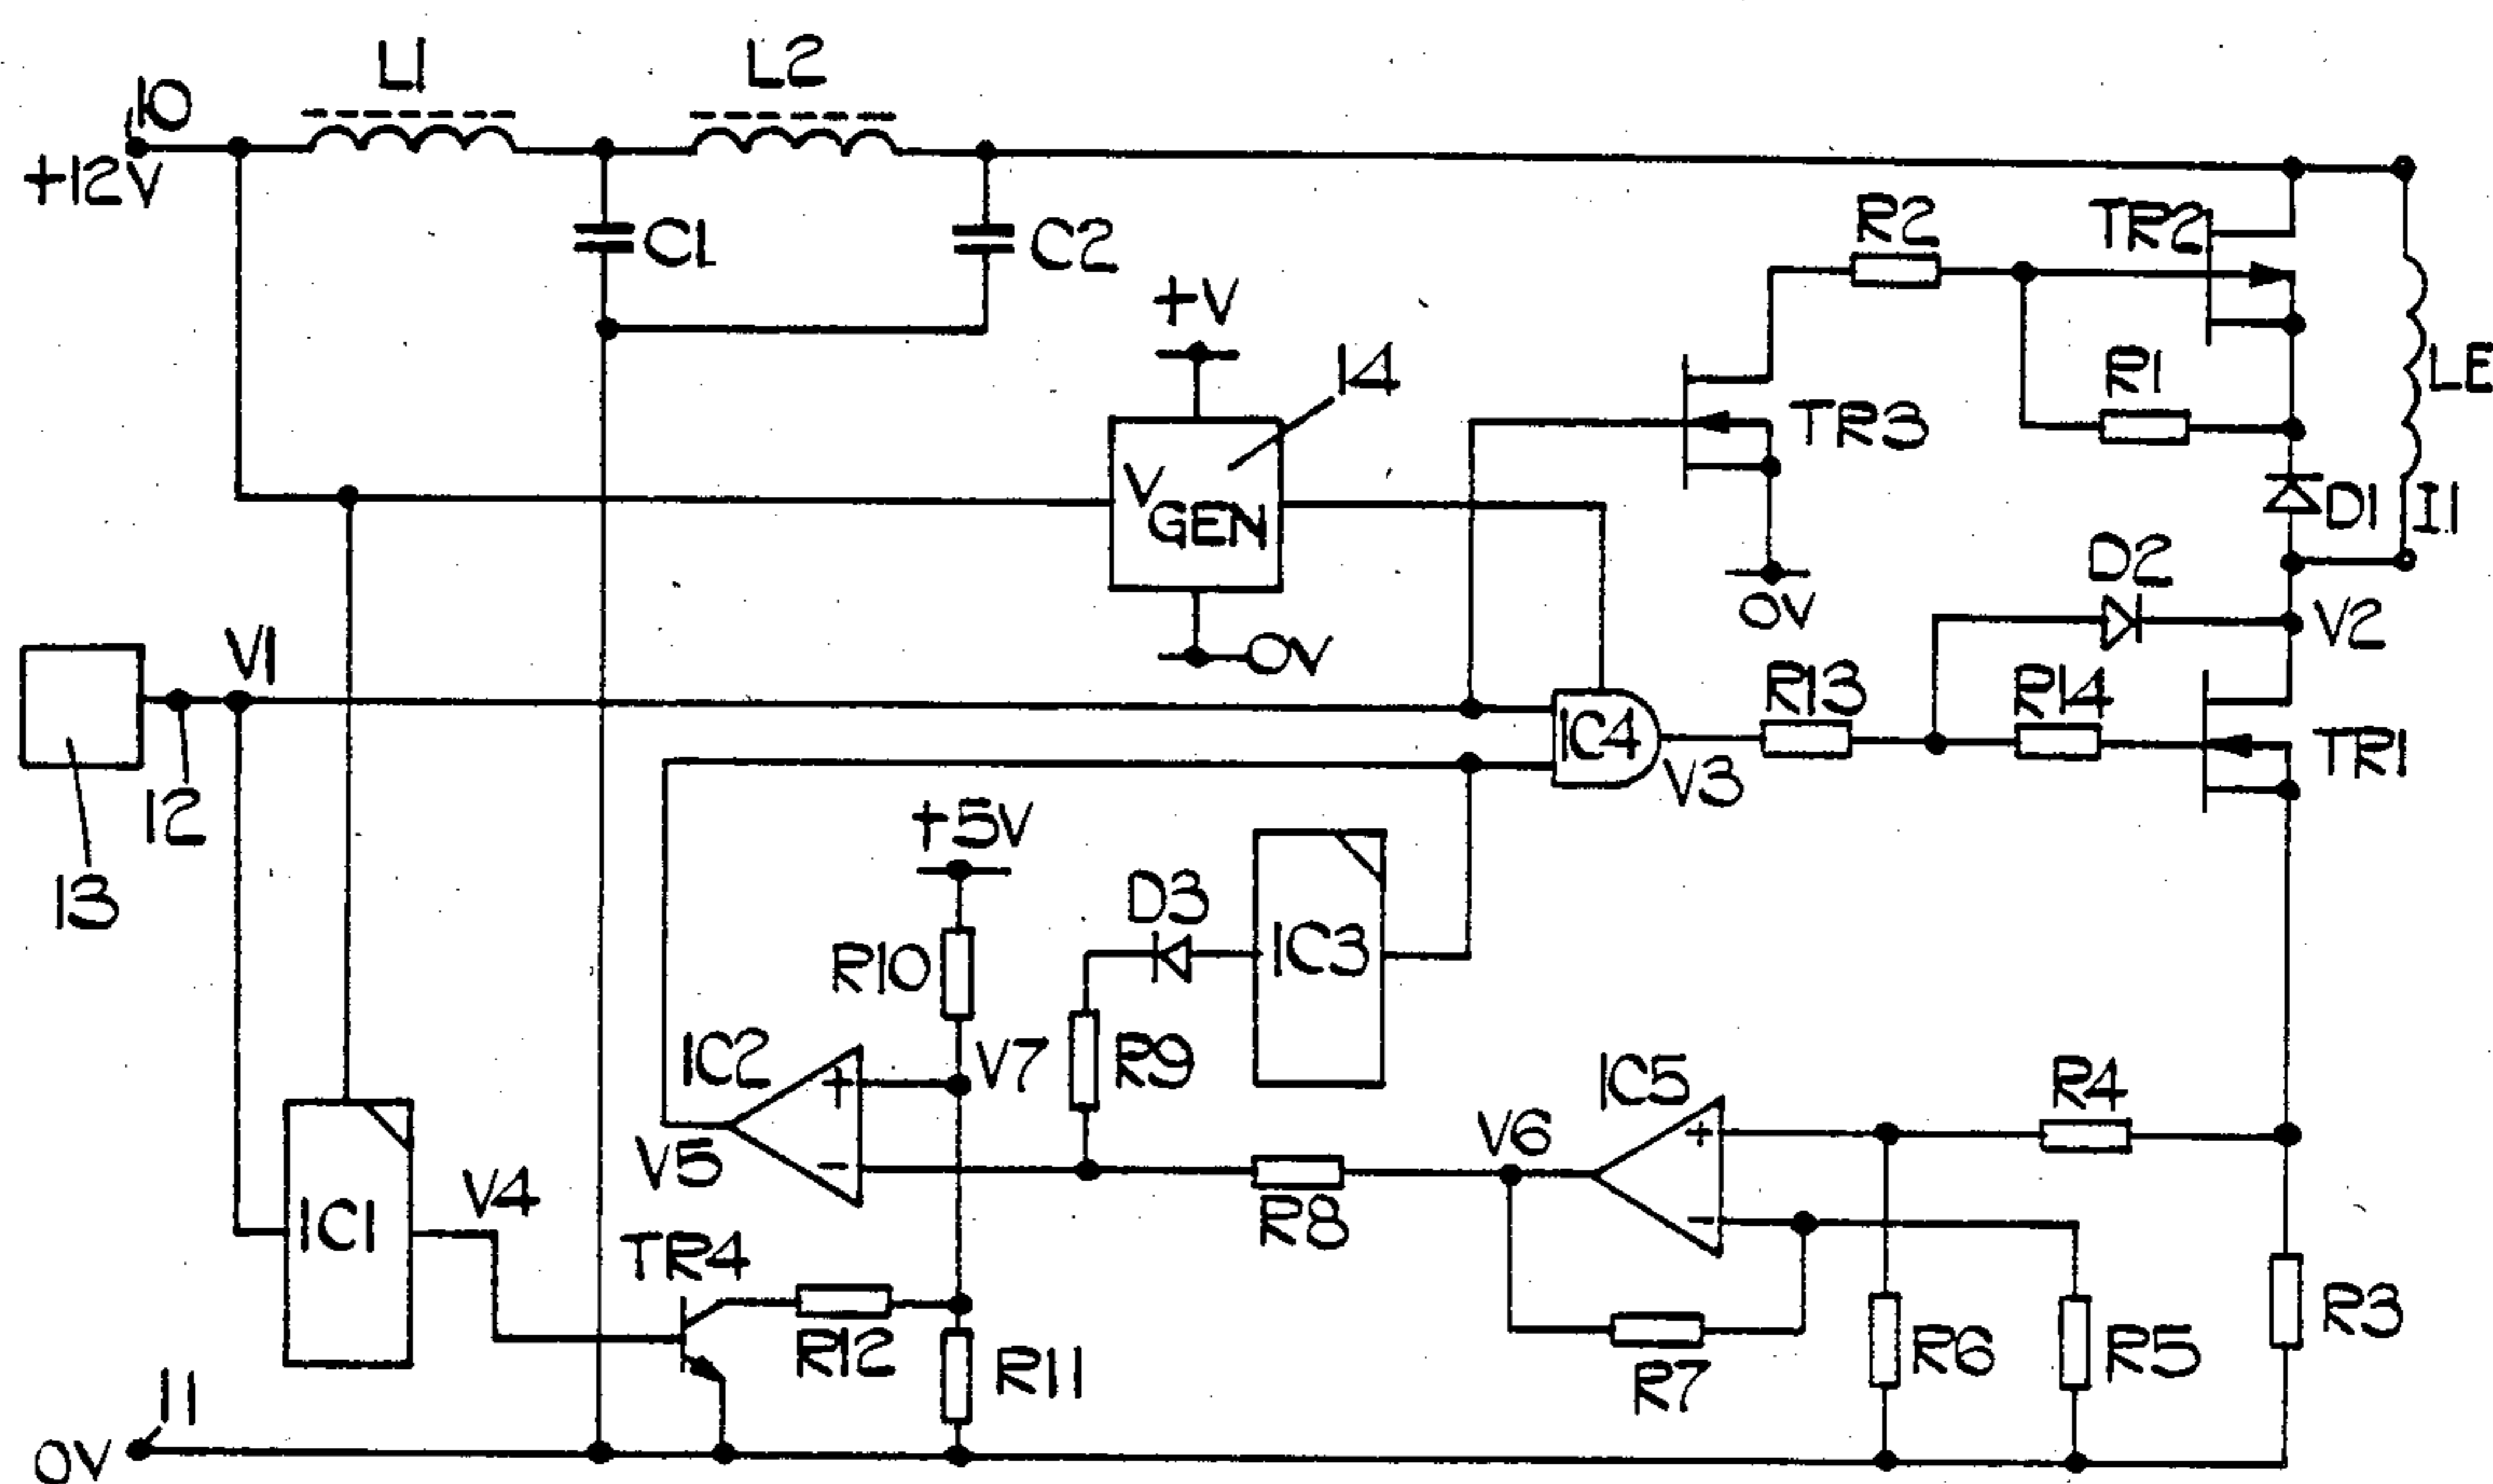 L1
L2
10
+12V
C1
C2
R2
TR2
+V
14
R1
LE
TR3
V
GEN
D1
I1
D2
0V
V2
0V
V1
R13
R14
IC4
TR1
V3
12
+5V
13
D3
R10
IC3
IC2
V7
R9
IC5
R4
V6
+
+
V5
-
V4
IC1
R8
-
TR4
R12
R3
R11
R6
R5
R7
11
0V